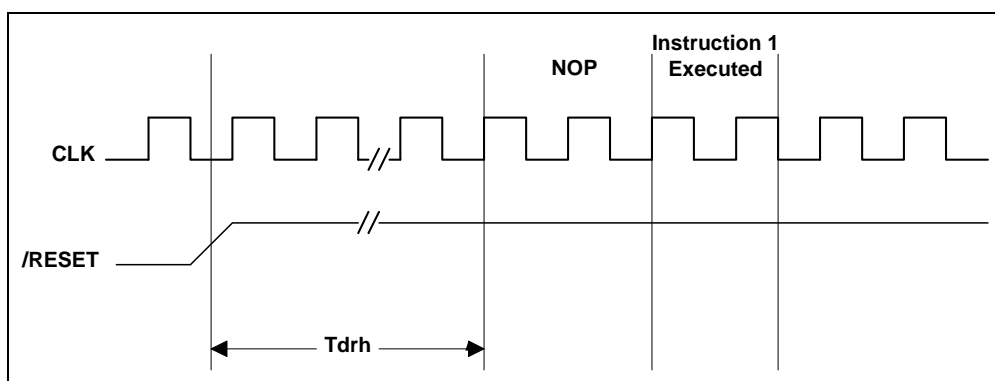 Instruction 1
Executed
NOP
CLK
/RESET
Tdrh